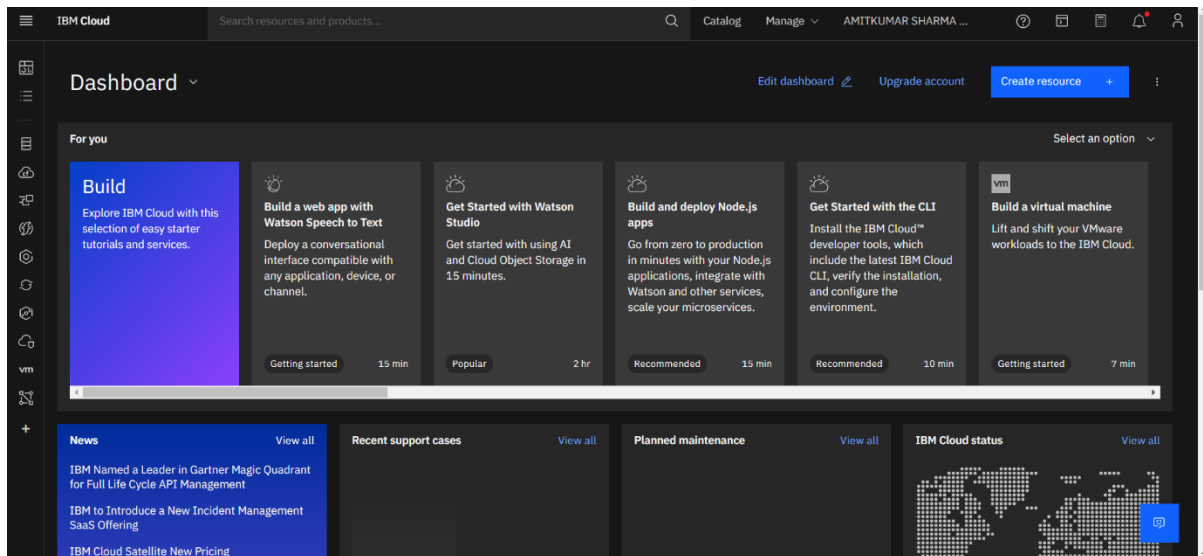 IBM Cloud
Search resources and products...
Catalog
Manage
AMITKUMAR SHARMA ...
Dashboard
Edit dashboard
Upgrade account
Create resource +
For you
Select an option
Build
Explore IBM Cloud with this
selection of easy starter
tutorials and services.
Build a web app with
Watson Speech to Text
Deploy a conversational
interface compatible with
any application, device, or
channel.
Getting started
15 min
Get Started with Watson
Studio
Get started with using AI
and Cloud Object Storage in
15 minutes.
Popular
2 hr
Build and deploy Node.js
apps
Go from zero to production
in minutes with your Node.js
applications, integrate with
Watson and other services,
scale your microservices.
Recommended
15 min
Get Started with the CLI
Install the IBM Cloud™
developer tools, which
include the latest IBM Cloud
CLI, verify the installation,
and configure the
environment.
Recommended
10 min
vm
Build a virtual machine
Lift and shift your VMware
workloads to the IBM Cloud.
Getting started
7 min
vm
News
View all
IBM Named a Leader in Gartner Magic Quadrant
for Full Life Cycle API Management
IBM to Introduce a New Incident Management
SaaS Offering
IBM Cloud Satellite New Pricing
Recent support cases
View all
Planned maintenance
View all
IBM Cloud status
View all